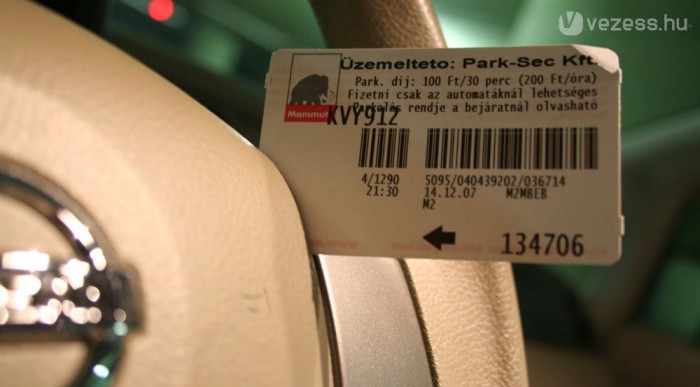 vezess.hu
Üzemelteto: Park-Sec Kft.
Park. dij: 100 Ft/30 perc (200 Ft/óra)
Fizetni csak az automatáknál lehetséges
Parkolás rendje a bejáratnál olvasható
Mammut
KVY912
4/1290 5095/040439202/036714
21:30 14.12.07 M2MBEB
M2
134706